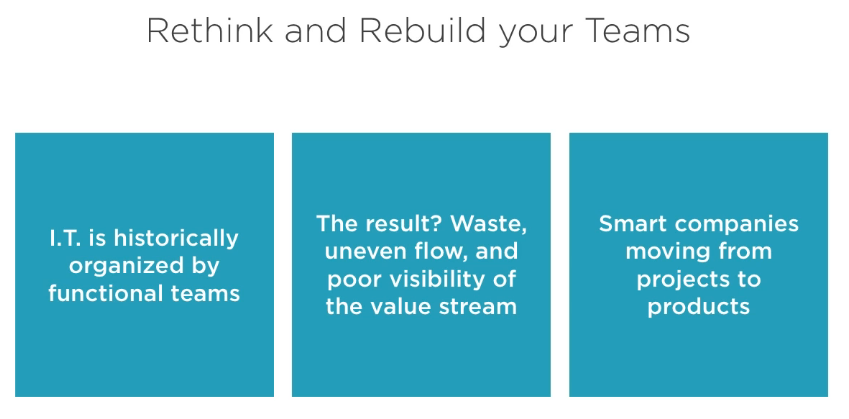 Rethink and Rebuild your Teams
I.T. is historically
organized by
functional teams
The result? Waste,
uneven flow, and
poor visibility of
the value stream
Smart companies
moving from
projects to
products